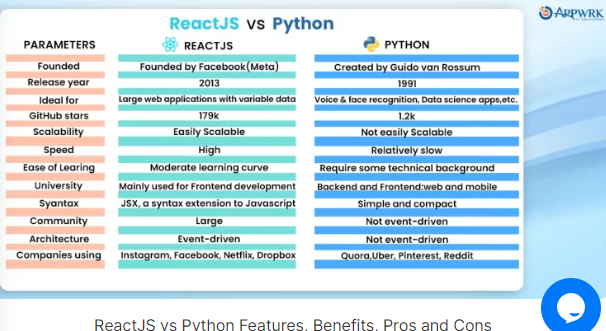 ReactJS vs Python
APPWRK
PARAMETERS REACTJS PYTHON
Founded Founded by Facebook(Meta) Created by Guido van Rossum
Release year 2013 1991
Ideal for Large web applications with variable data Voice & face recognition, Data science apps,etc.
GitHub stars 179k 1.2k
Scalability Easily Scalable Not easily Scalable
Speed High Relatively slow
Ease of Learing Moderate learning curve Require some technical background
University Mainly used for Frontend development Backend and Frontend:web and mobile
Syantax JSX, a syntax extension to Javascript Simple and compact
Community Large Not event-driven
Architecture Event-driven Not event-driven
Companies using Instagram, Facebook, Netflix, Dropbox Quora,Uber, Pinterest, Reddit
ReactJS vs Python Features, Benefits, Pros and Cons